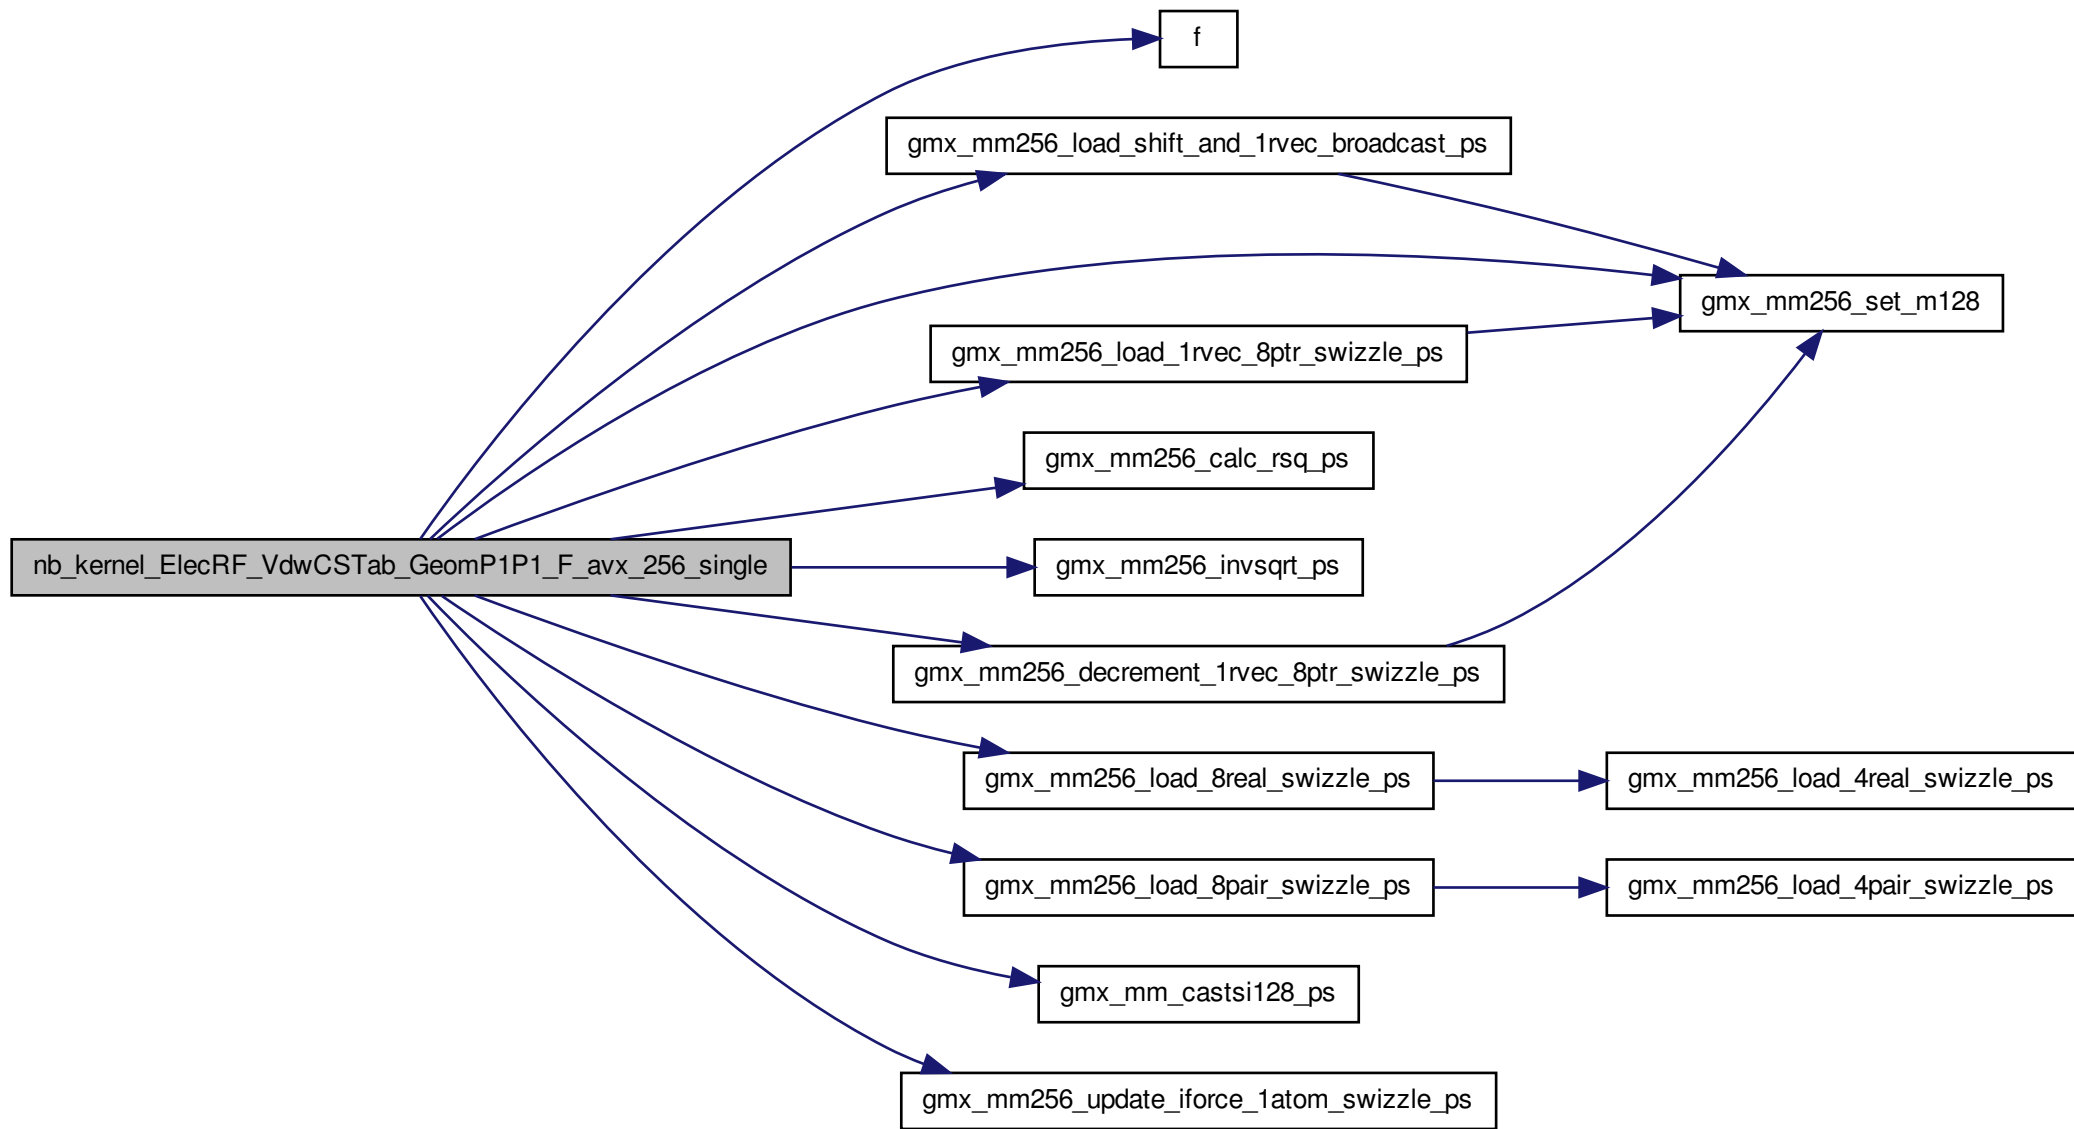 f
gmx_mm256_load_shift_and_1rvec_broadcast_ps
gmx_mm256_set_m128
gmx_mm256_load_1rvec_8ptr_swizzle_ps
gmx_mm256_calc_rsq_ps
nb_kernel_ElecRF_VdwCSTab_GeomP1P1_F_avx_256_single
gmx_mm256_invsqrt_ps
gmx_mm256_decrement_1rvec_8ptr_swizzle_ps
gmx_mm256_load_8real_swizzle_ps
gmx_mm256_load_4real_swizzle_ps
gmx_mm256_load_8pair_swizzle_ps
gmx_mm256_load_4pair_swizzle_ps
gmx_mm_castsi128_ps
gmx_mm256_update_iforce_1atom_swizzle_ps